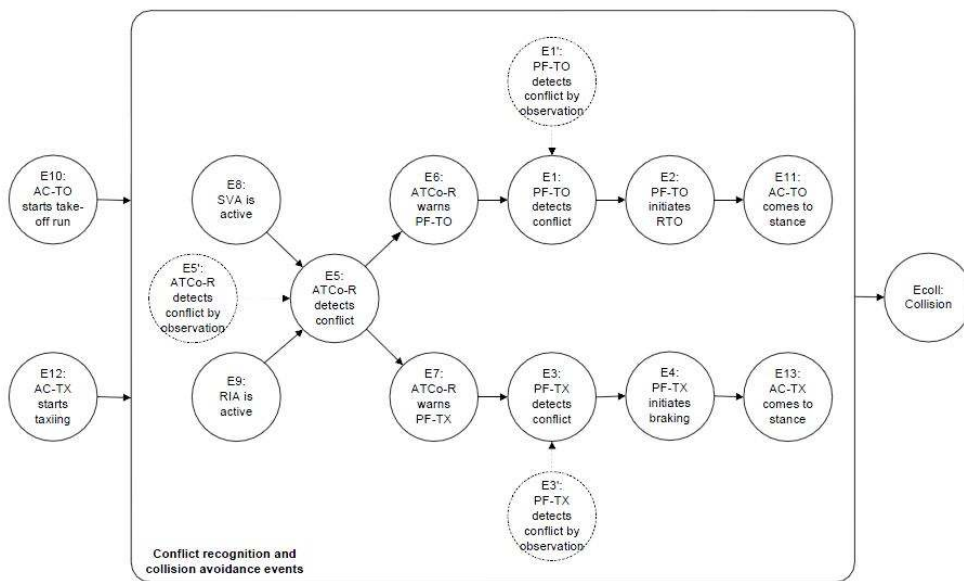 E1':
PF-TO
detects
conflict by
observation
E10:
AC-TO
starts take-
off run
E8:
SVA is
active
E6:
ATCo-R
warns
PF-TO
E1:
PF-TO
detects
conflict
E2:
PF-TO
initiates
RTO
E11:
AC-TO
comes to
stance
E5':
ATCo-R
detects
conflict by
observation
E5:
ATCo-R
detects
conflict
Ecoll:
Collision
E12:
AC-TX
starts
taxiing
E9:
RIA is
active
E7:
ATCo-R
warns
PF-TX
E3:
PF-TX
detects
conflict
E4:
PF-TX
initiates
braking
E13:
AC-TX
comes to
stance
E3':
PF-TX
detects
conflict by
observation
Conflict recognition and
collision avoidance events